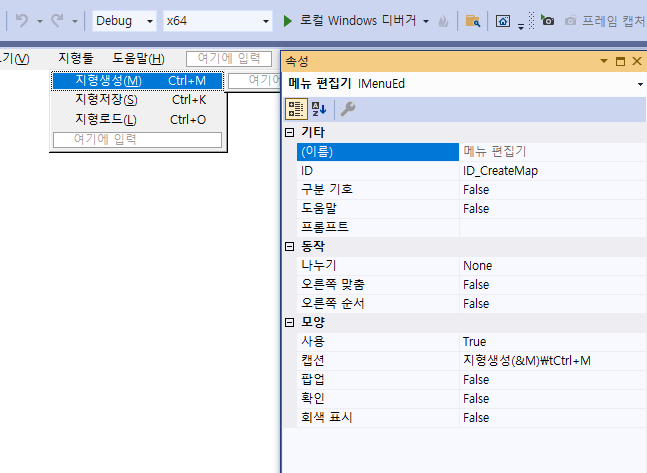 Debug x64 로컬 Windows 디버거 프레임 캡처
기(V) 지형툴 도움말(H) 여기에 입력
지형생성(M) Ctrl+M 여기에
지형저장(S) Ctrl+K
지형로드(L) Ctrl+O
여기에 입력
속성
메뉴 편집기 IMenuEd
기타
(이름) 메뉴 편집기
ID ID_CreateMap
구분 기호 False
도움말 False
프롬프트
동작
나누기 None
오른쪽 맞춤 False
오른쪽 순서 False
모양
사용 True
캡션 지형생성(&M)₩tCtrl+M
팝업 False
확인 False
회색 표시 False